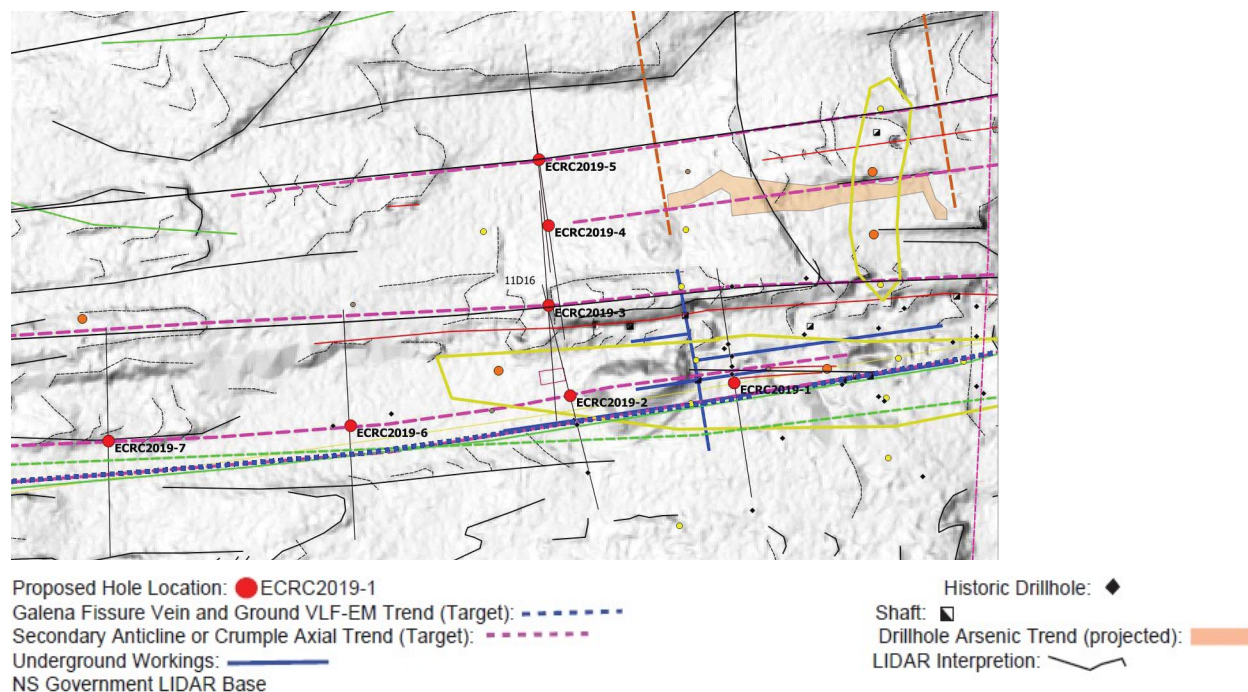 ECRC2019-5
ECRC2019-4
11D16
ECRC2019-3
ECRC2019-1
ECRC2019-2
ECRC2019-6
ECRC2019-7
Proposed Hole Location: ECRC2019-1
Historic Drillhole:
Galena Fissure Vein and Ground VLF-EM Trend (Target):
Shaft:
Secondary Anticline or Crumple Axial Trend (Target):
Drillhole Arsenic Trend (projected):
Underground Workings:
LIDAR Interpretion:
NS Government LIDAR Base